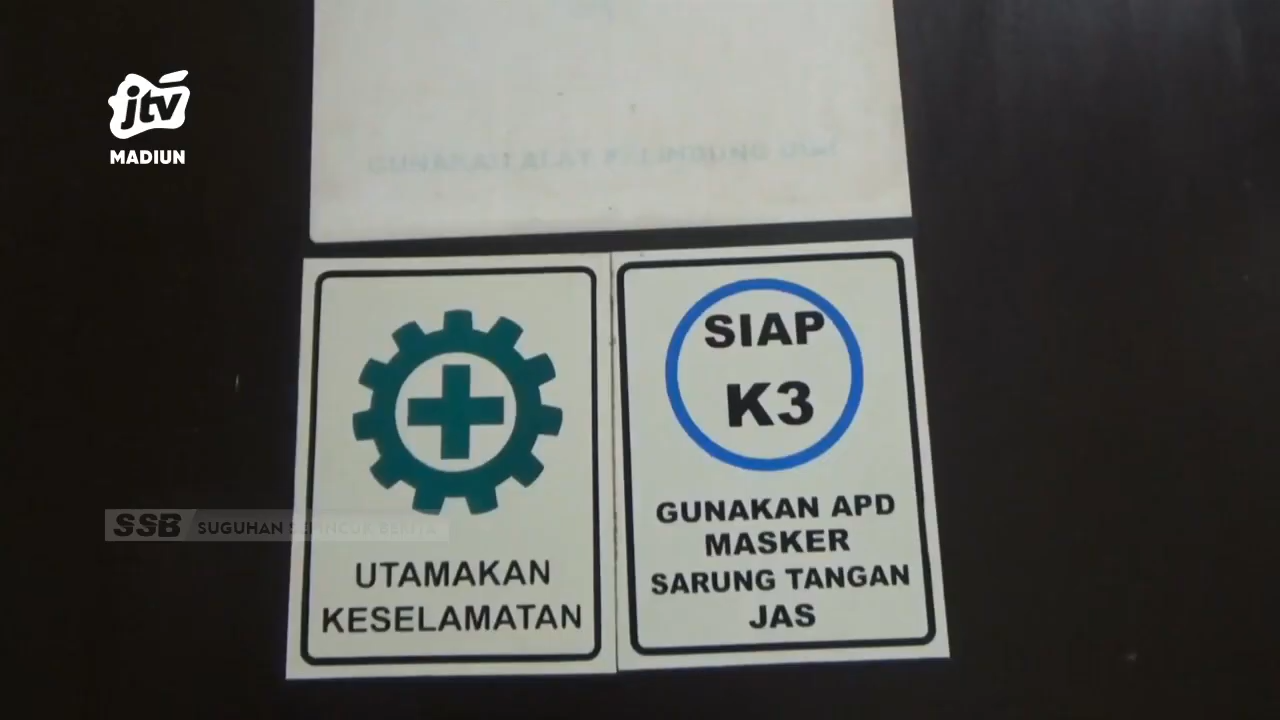 jtv
MADIUN
UTAMAKAN
KESELAMATAN
SIAP
K3
GUNAKAN APD
MASKER
SARUNG TANGAN
JAS
SSB SUGUHAN